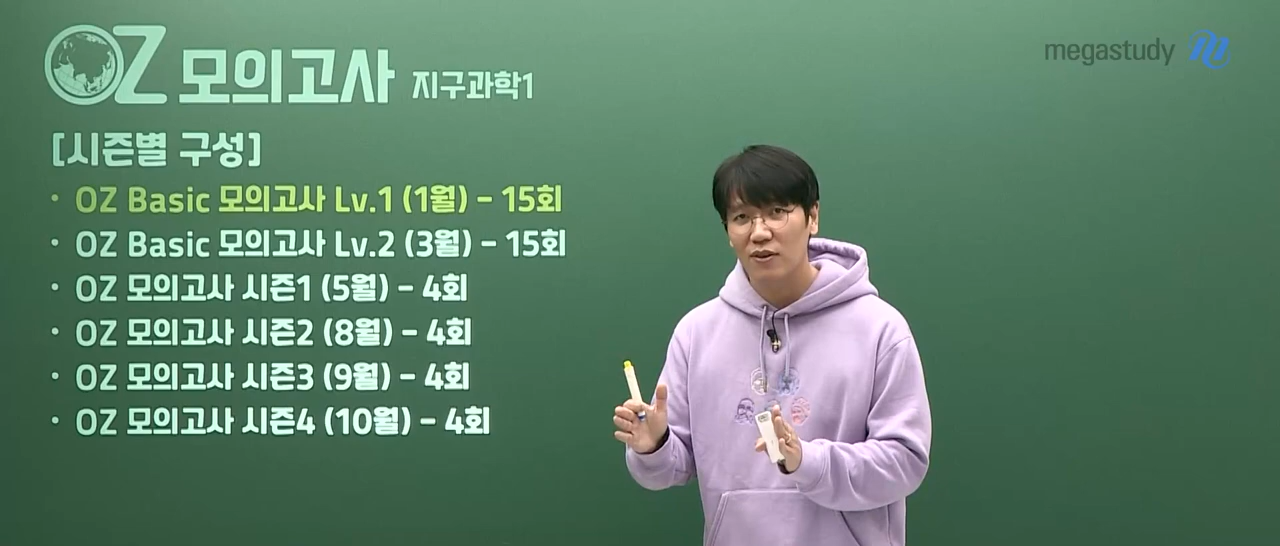 OZ 모의고사 지구과학1
megastudy
[시즌별 구성]
• OZ Basic 모의고사 Lv.1 (1월) – 15회
• OZ Basic 모의고사 Lv.2 (3월) – 15회
• OZ 모의고사 시즌1 (5월) – 4회
• OZ 모의고사 시즌2 (8월) – 4회
• OZ 모의고사 시즌3 (9월) – 4회
• OZ 모의고사 시즌4 (10월) – 4회